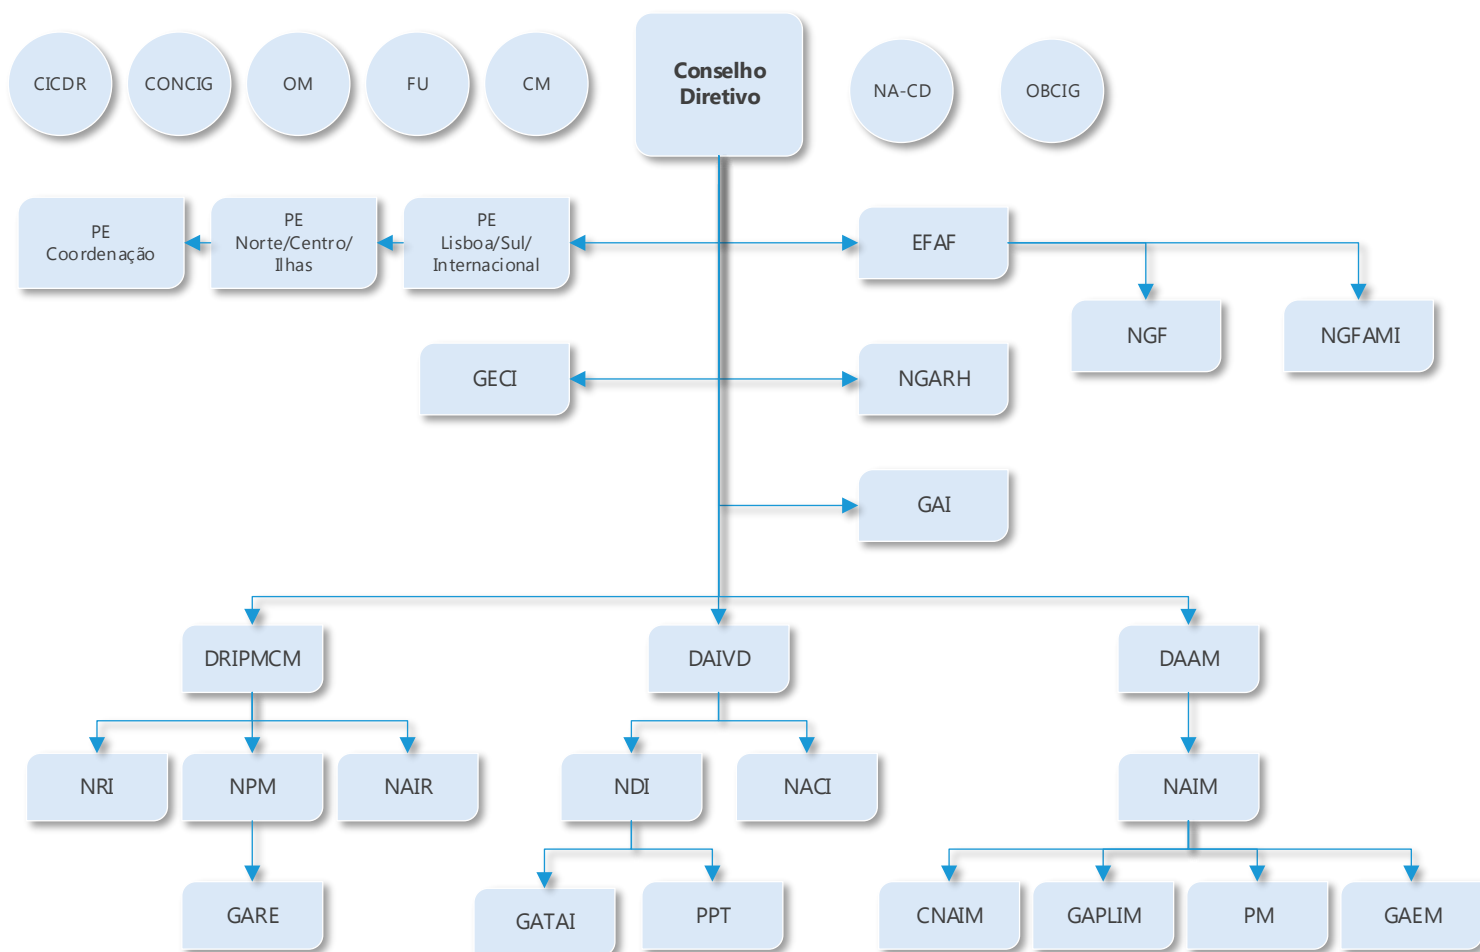 CICDR
CONCIG
OM
FU
CM
Conselho
Diretivo
NA-CD
OBCIG
PE
Coordenação
PE
Norte/Centro/
Ilhas
PE
Lisboa/Sul/
Internacional
EFAF
NGF
NGFAMI
GECI
NGARH
GAI
DRIPMCM
DAIVD
DAAM
NRI
NPM
NAIR
NDI
NACI
NAIM
GARE
GATAI
PPT
CNAIM
GAPLIM
PM
GAEM